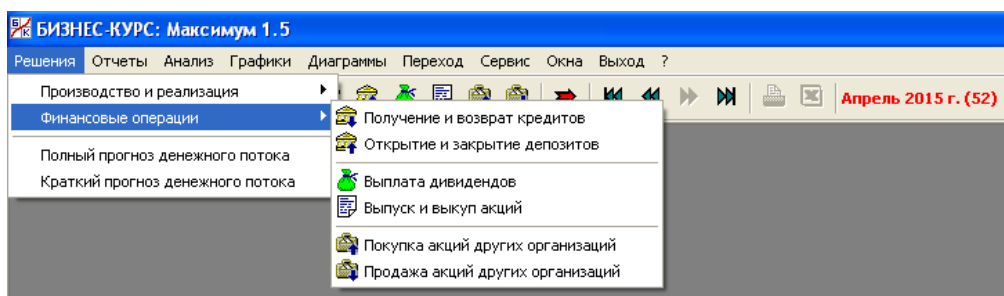 БИЗНЕС-КУРС: Максимум 1.5
Решения Отчеты Анализ Графики Диаграммы Переход Сервис Окна Выход ?
Производство и реализация
Апрель 2015 г. (52)
Финансовые операции
Получение и возврат кредитов
Открытие и закрытие депозитов
Полный прогноз денежного потока
Краткий прогноз денежного потока
Выплата дивидендов
Выпуск и выкуп акций
Покупка акций других организаций
Продажа акций других организаций